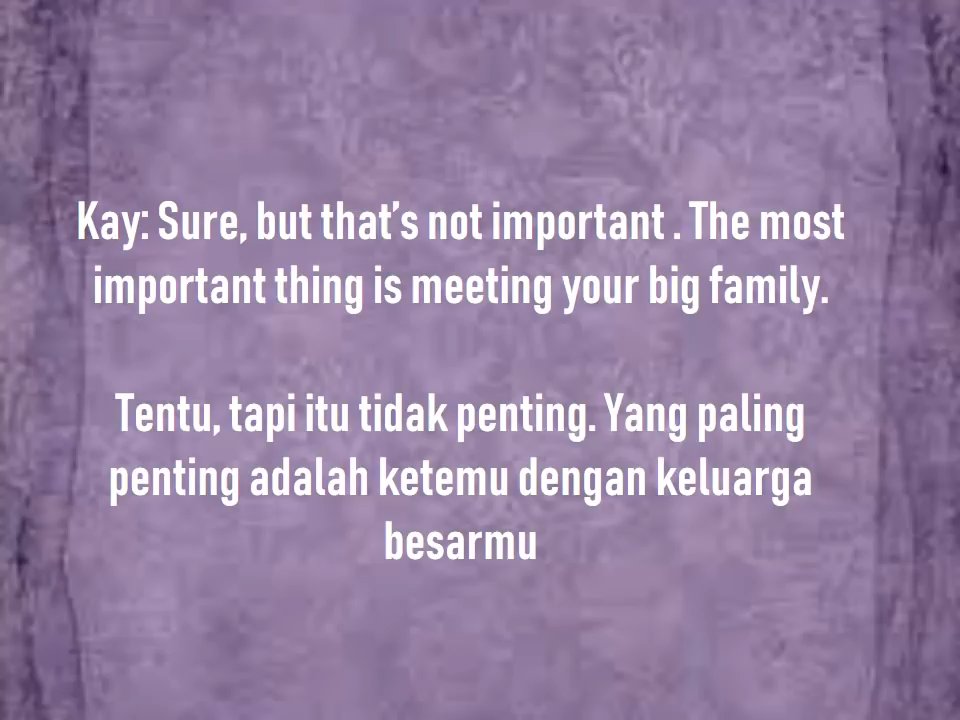 Kay: Sure, but that’s not important . The most
important thing is meeting your big family.
Tentu, tapi itu tidak penting. Yang paling
penting adalah ketemu dengan keluarga
besarmu